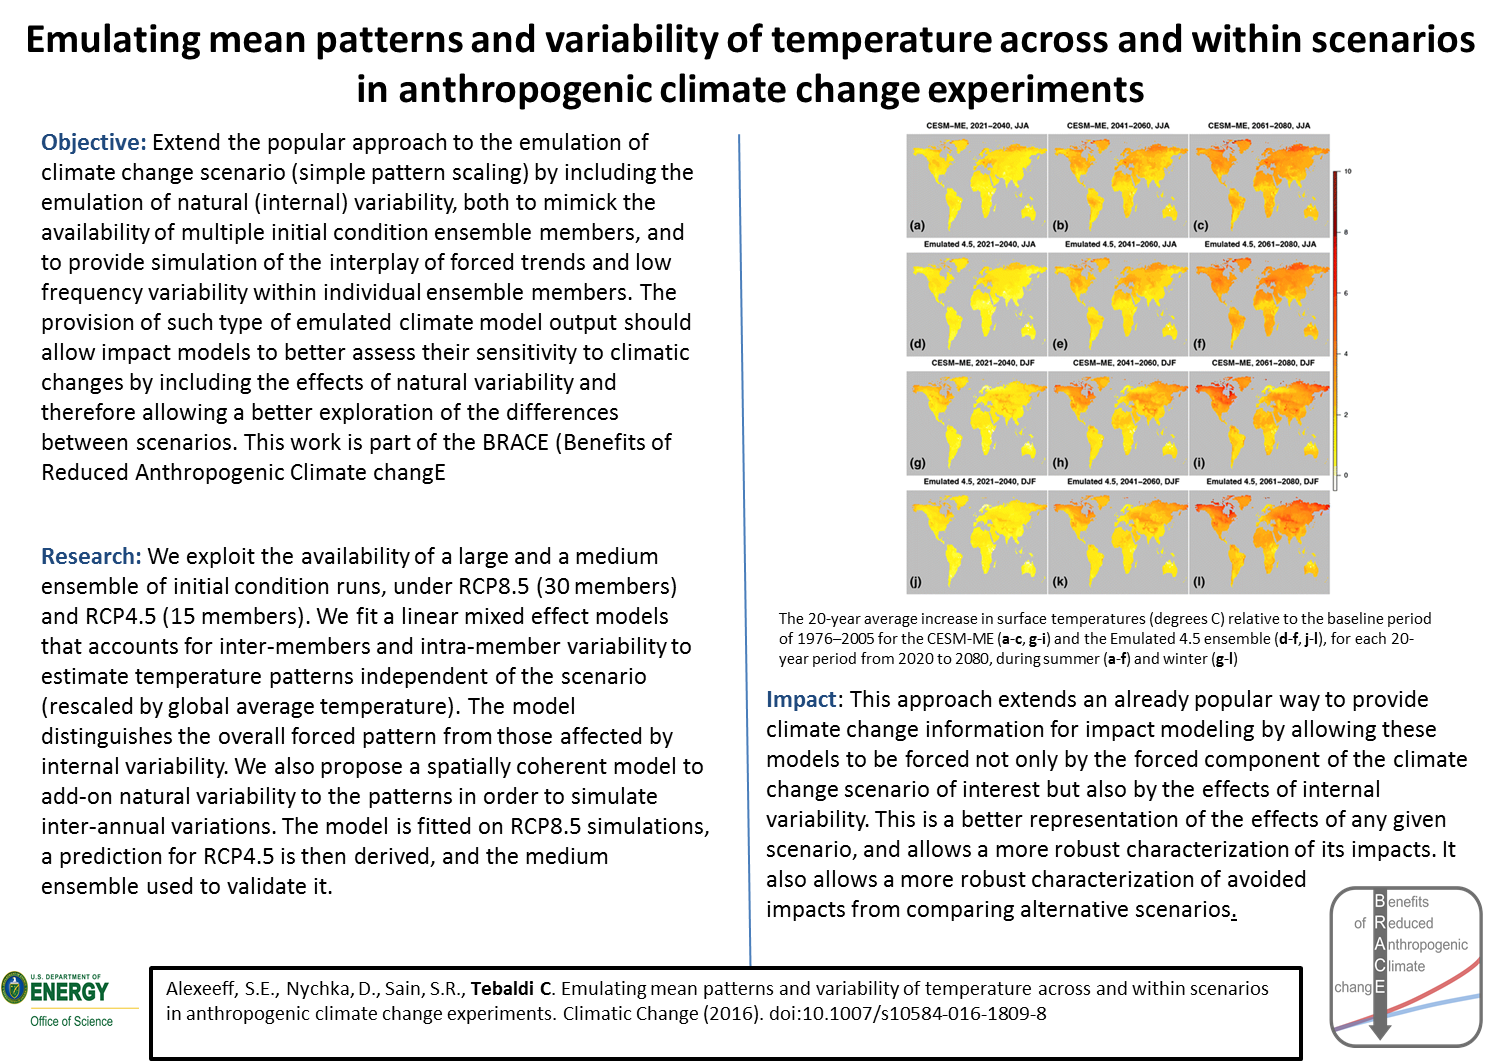 Emulating mean patterns and variability of temperature across and within scenarios
in anthropogenic climate change experiments
Objective: Extend the popular approach to the emulation of
climate change scenario (simple pattern scaling) by including the
emulation of natural (internal) variability, both to mimick the
availability of multiple initial condition ensemble members, and
to provide simulation of the interplay of forced trends and low
frequency variability within individual ensemble members. The
provision of such type of emulated climate model output should
allow impact models to better assess their sensitivity to climatic
changes by including the effects of natural variability and
therefore allowing a better exploration of the differences
between scenarios. This work is part of the BRACE (Benefits of
Reduced Anthropogenic Climate changE
Research: We exploit the availability of a large and a medium
ensemble of initial condition runs, under RCP8.5 (30 members)
and RCP4.5 (15 members). We fit a linear mixed effect models
that accounts for inter-members and intra-member variability to
estimate temperature patterns independent of the scenario
(rescaled by global average temperature). The model
distinguishes the overall forced pattern from those affected by
internal variability. We also propose a spatially coherent model to
add-on natural variability to the patterns in order to simulate
inter-annual variations. The model is fitted on RCP8.5 simulations,
a prediction for RCP4.5 is then derived, and the medium
ensemble used to validate it.
CESM-ME, 2021-2040, JJA CESM-ME, 2041-2060, JJA CESM-ME, 2061-2080, JJA
(a) (b) (c)
Emulated 4.5, 2021-2040, JJA Emulated 4.5, 2041-2060, JJA Emulated 4.5, 2061-2080, JJA
(d) (e) (f)
CESM-ME, 2021-2040, DJF CESM-ME, 2041-2060, DJF CESM-ME, 2061-2080, DJF
(g) (h) (i)
Emulated 4.5, 2021-2040, DJF Emulated 4.5, 2041-2060, DJF Emulated 4.5, 2061-2080, DJF
(j) (k) (l)
10
8
6
4
2
0
The 20-year average increase in surface temperatures (degrees C) relative to the baseline period
of 1976–2005 for the CESM-ME (a-c, g-i) and the Emulated 4.5 ensemble (d-f, j-l), for each 20-
year period from 2020 to 2080, during summer (a-f) and winter (g-l)
Impact: This approach extends an already popular way to provide
climate change information for impact modeling by allowing these
models to be forced not only by the forced component of the climate
change scenario of interest but also by the effects of internal
variability. This is a better representation of the effects of any given
scenario, and allows a more robust characterization of its impacts. It
also allows a more robust characterization of avoided
impacts from comparing alternative scenarios.
Benefits
of Reduced
Anthropogenic
Climate
changE
U.S. DEPARTMENT OF
ENERGY
Office of Science
Alexeeff, S.E., Nychka, D., Sain, S.R., Tebaldi C. Emulating mean patterns and variability of temperature across and within scenarios
in anthropogenic climate change experiments. Climatic Change (2016). doi:10.1007/s10584-016-1809-8